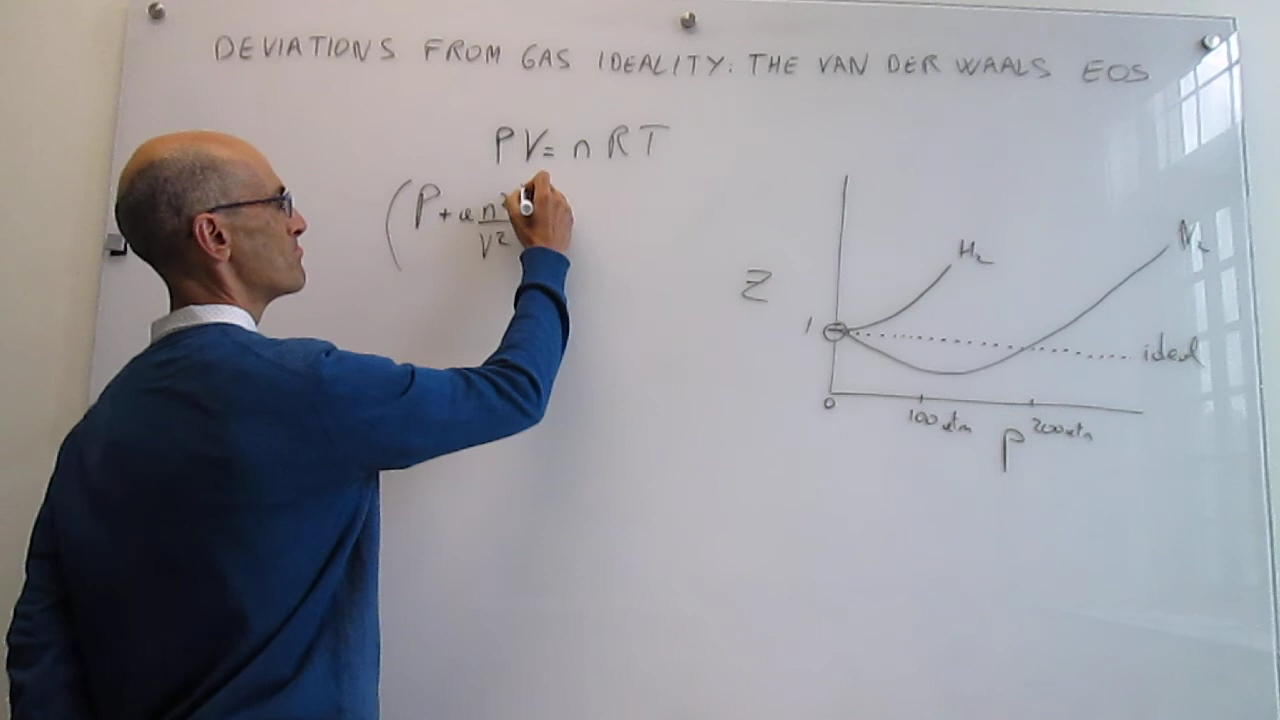 DEVIATIONS FROM GAS IDEALITY: THE VAN DER WAALS EOS
PV = nRT
(P + a n²/V²
Z
1
H₂
N₂
ideal
0
100 atm
200 atm
P